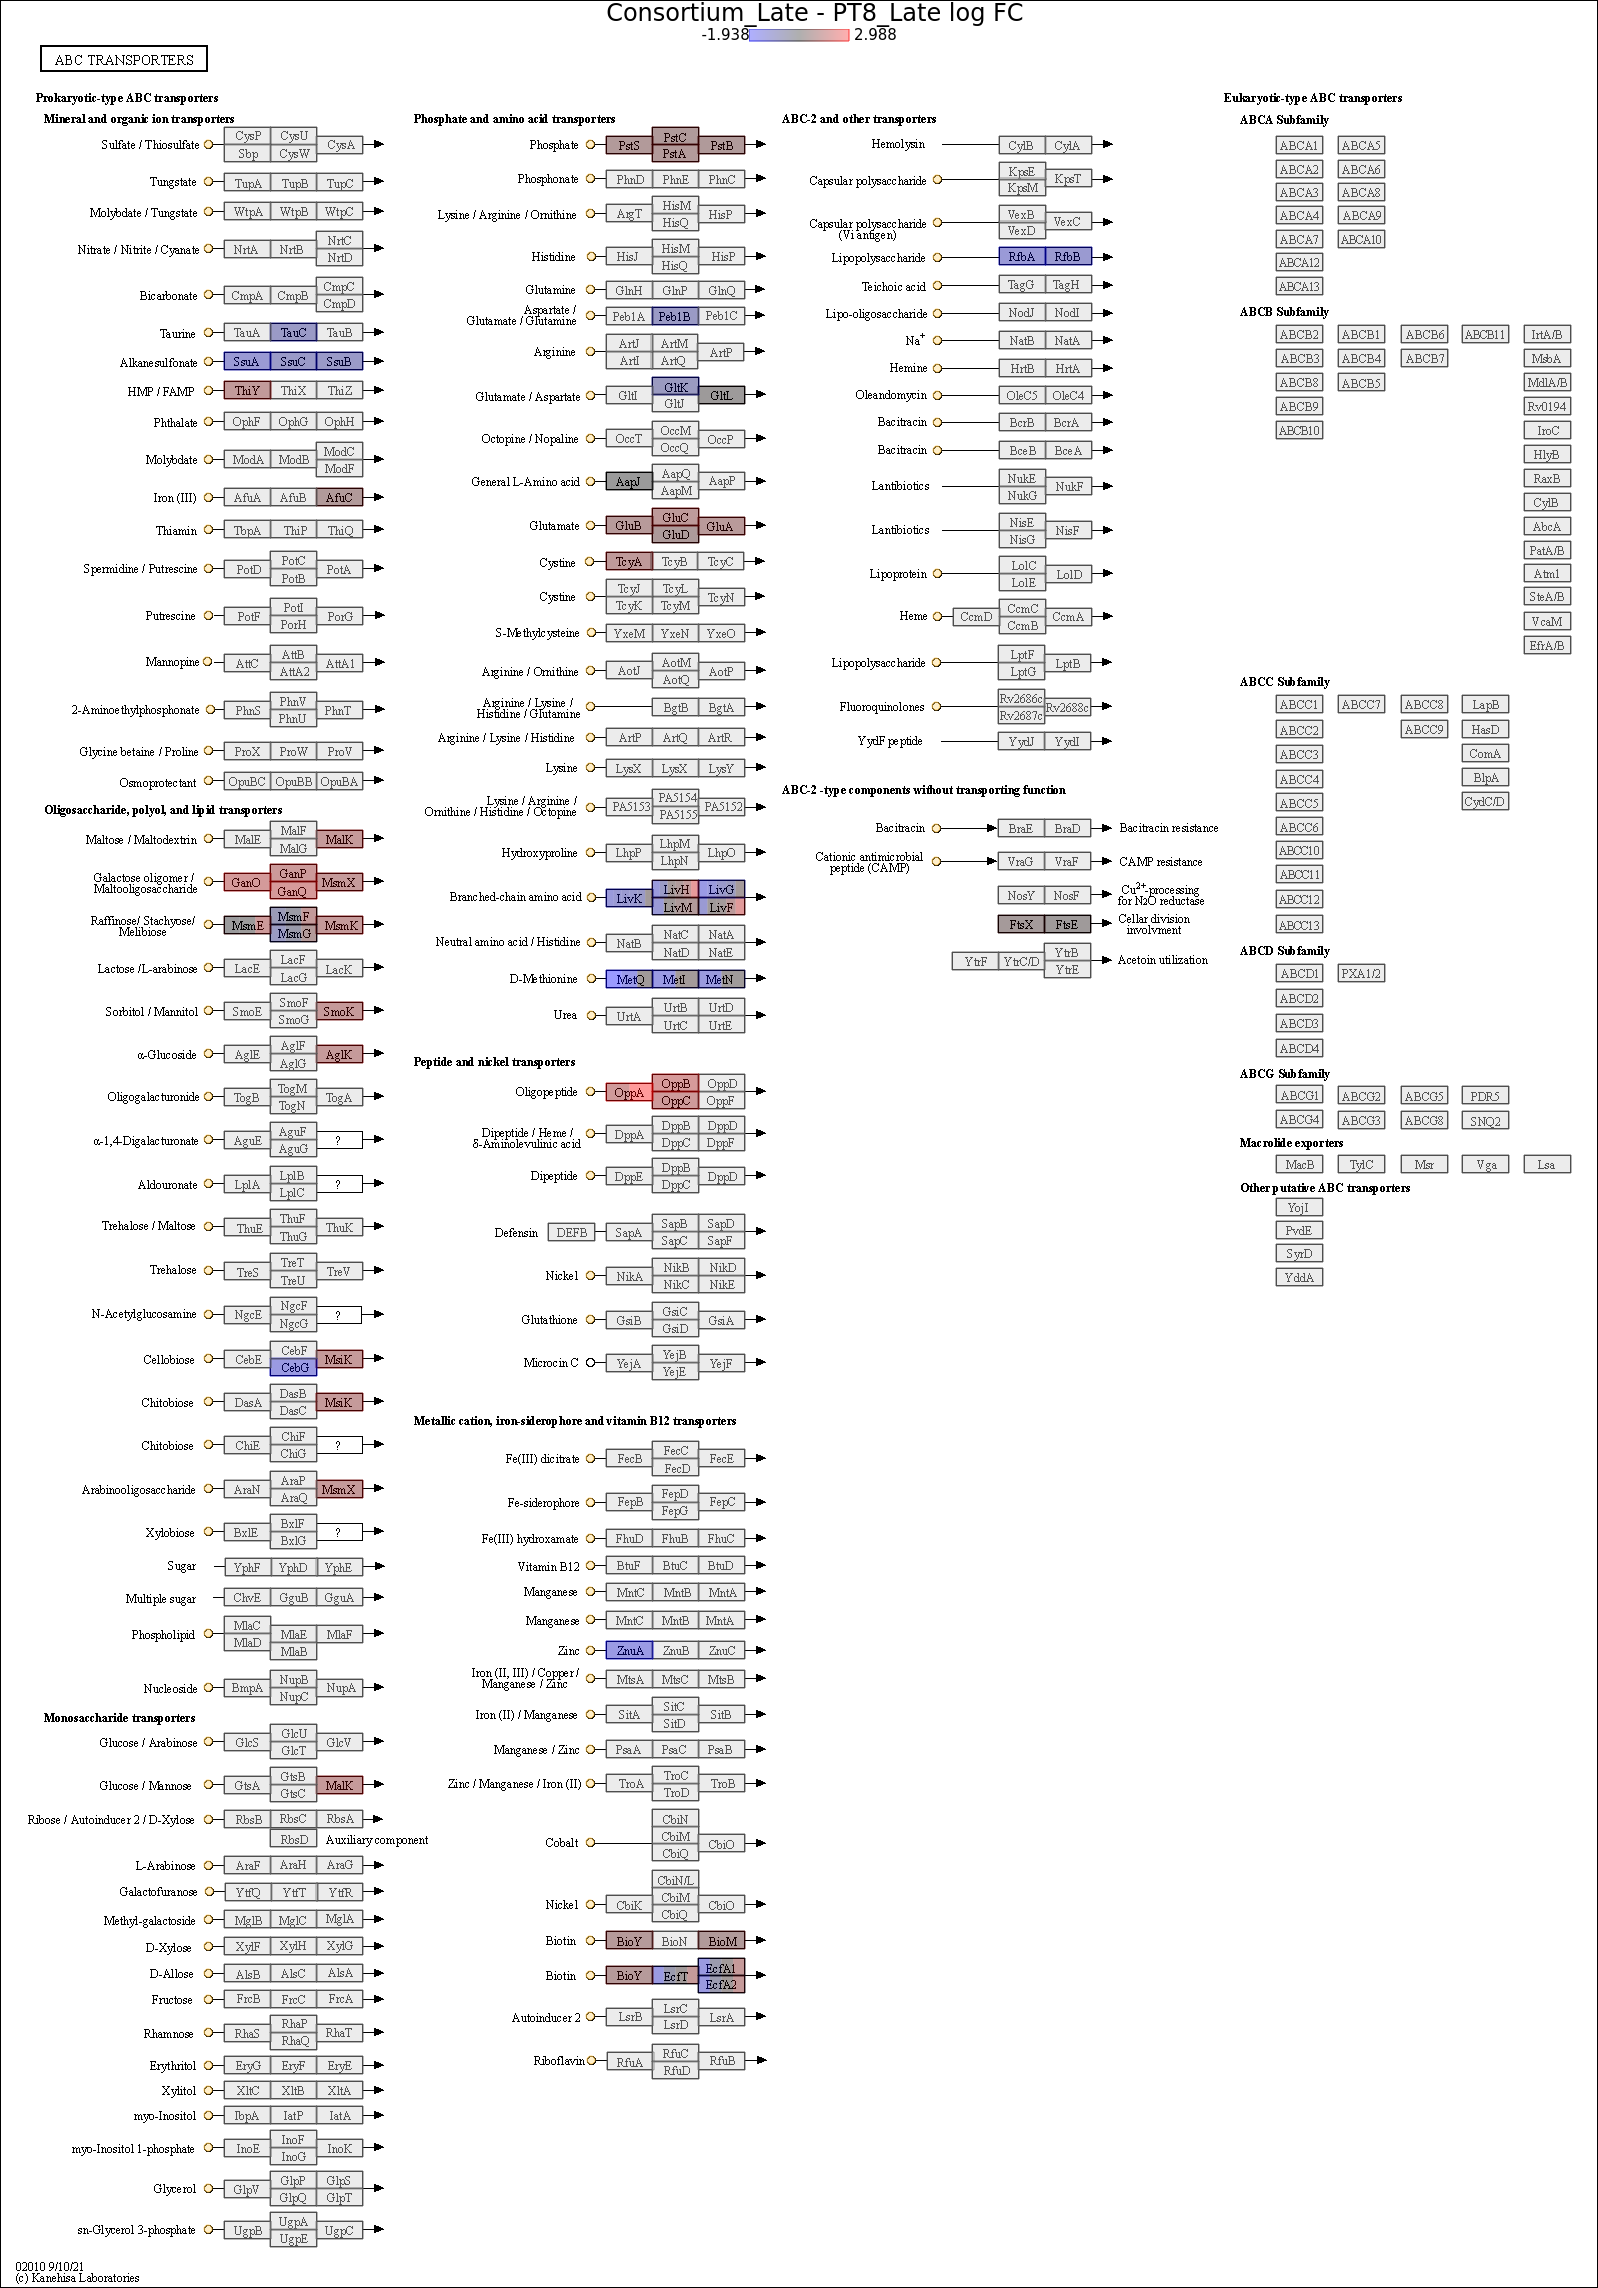 Consortium_Late - PT8_Late log FC
-1.938 2.988
ABC TRANSPORTERS
Prokaryotic-type ABC transporters
Mineral and organic ion transporters
Sulfate / Thiosulfate CysP CysU CysA
Sbp CysW
Tungstate TupA TupB TupC
Molybdate / Tungstate WtpA WtpB WtpC
Nitrate / Nitrite / Cyanate NrtA NrtB NrtC
NrtD
Bicarbonate CmpA CmpB CmpC
CmpD
Taurine TauA TauC TauB
Alkanesulfonate SsuA SsuC SsuB
HMP / FAMP ThiY ThiX ThiZ
Phthalate OphF OphG OphH
Molybdate ModA ModB ModC
ModF
Iron (III) AfuA AfuB AfuC
Thiamin TbpA ThiP ThiQ
Spermidine / Putrescine PotD PotC PotA
PotB
Putrescine PotF PotI PorG
PorH
Mannopine AttC AttB AttA1
AttA2
2-Aminoethylphosphonate PhnS PhnV PhnT
PhnU
Glycine betaine / Proline ProX ProW ProV
Osmoprotectant OpuBC OpuBB OpuBA
Oligosaccharide, polyol, and lipid transporters
Maltose / Maltodextrin MalE MalF MalK
MalG
Galactose oligomer /
Maltooligosaccharide GanO GanP MsmX
GanQ
Raffinose/ Stachyose/
Melibiose MsmE MsmF MsmK
MsmG
Lactose /L-arabinose LacE LacF LacK
LacG
Sorbitol / Mannitol SmoE SmoF SmoK
SmoG
α-Glucoside AglE AglF AglK
AglG
Oligogalacturonide TogB TogM TogA
TogN
α-1,4-Digalacturonate AguE AguF ?
AguG
Aldouronate LplA LplB ?
LplC
Trehalose / Maltose ThuE ThuF ThuK
ThuG
Trehalose TreS TreT TreV
TreU
N-Acetylglucosamine NgcE NgcF ?
NgcG
Cellobiose CebE CebF MsiK
CebG
Chitobiose DasA DasB MsiK
DasC
Chitobiose ChiE ChiF ?
ChiG
Arabinooligosaccharide AraN AraP MsmX
AraQ
Xylobiose BxlE BxlF ?
BxlG
Sugar YphF YphD YphE
Multiple sugar ChvE GguB GguA
Phospholipid MlaC MlaE MlaF
MlaD MlaB
Nucleoside BmpA NupB NupA
NupC
Monosaccharide transporters
Glucose / Arabinose GlcS GlcU GlcV
GlcT
Glucose / Mannose GtsA GtsB MalK
GtsC
Ribose / Autoinducer 2 / D-Xylose RbsB RbsC RbsA
RbsD Auxiliary component
L-Arabinose AraF AraH AraG
Galactofuranose YtfQ YtfT YtfR
Methyl-galactoside MglB MglC MglA
D-Xylose XylF XylH XylG
D-Allose AlsB AlsC AlsA
Fructose FrcB FrcC FrcA
Rhamnose RhaS RhaP RhaT
RhaQ
Erythritol EryG EryF EryE
Xylitol XltC XltB XltA
myo-Inositol IbpA IatP IatA
myo-Inositol 1-phosphate InoE InoF InoK
InoG
Glycerol GlpV GlpP GlpS
GlpQ GlpT
sn-Glycerol 3-phosphate UgpB UgpA UgpC
UgpE
02010 9/10/21
(c) Kanehisa Laboratories
Phosphate and amino acid transporters
Phosphate PstS PstC PstB
PstA
Phosphonate PhnD PhnE PhnC
Lysine / Arginine / Ornithine ArgT HisM HisP
HisQ
Histidine HisJ HisM HisP
HisQ
Glutamine GlnH GlnP GlnQ
Aspartate /
Glutamate / Glutamine Peb1A Peb1B Peb1C
Arginine ArtJ ArtM ArtP
ArtI ArtQ
Glutamate / Aspartate GltI GltK GltL
GltJ
Octopine / Nopaline OccT OccM OccP
OccQ
General L-Amino acid AapJ AapQ AapP
AapM
Glutamate GluB GluC GluA
GluD
Cystine TcyA TcyB TcyC
Cystine TcyJ TcyL TcyN
TcyK TcyM
S-Methylcysteine YxeM YxeN YxeO
Arginine / Ornithine AotJ AotM AotP
AotQ
Arginine / Lysine /
Histidine / Glutamine BgtB BgtA
Arginine / Lysine / Histidine ArtP ArtQ ArtR
Lysine LysX LysX LysY
Lysine / Arginine /
Ornithine / Histidine / Octopine PA5153 PA5154 PA5152
PA5155
Hydroxyproline LhpP LhpM LhpO
LhpN
Branched-chain amino acid LivK LivH LivG
LivM LivF
Neutral amino acid / Histidine NatB NatC NatA
NatD NatE
D-Methionine MetQ MetI MetN
Urea UrtA UrtB UrtD
UrtC UrtE
Peptide and nickel transporters
Oligopeptide OppA OppB OppD
OppC OppF
Dipeptide / Heme /
δ-Aminolevulinic acid DppA DppB DppD
DppC DppF
Dipeptide DppE DppB DppD
DppC
Defensin DEFB SapA SapB SapD
SapC SapF
Nickel NikA NikB NikD
NikC NikE
Glutathione GsiB GsiC GsiA
GsiD
Microcin C YejA YejB YejF
YejE
Metallic cation, iron-siderophore and vitamin B12 transporters
Fe(III) dicitrate FecB FecC FecE
FecD
Fe-siderophore FepB FepD FepC
FepG
Fe(III) hydroxamate FhuD FhuB FhuC
Vitamin B12 BtuF BtuC BtuD
Manganese MntC MntB MntA
Manganese MntC MntB MntA
Zinc ZnuA ZnuB ZnuC
Iron (II, III) / Copper /
Manganese / Zinc MtsA MtsC MtsB
Iron (II) / Manganese SitA SitC SitB
SitD
Manganese / Zinc PsaA PsaC PsaB
Zinc / Manganese / Iron (II) TroA TroC TroB
TroD
CbiN
Cobalt CbiM CbiO
CbiQ
CbiN/L
Nickel CbiK CbiM CbiO
CbiQ
Biotin BioY BioN BioM
Biotin BioY EcfT EcfA1
EcfA2
Autoinducer 2 LsrB LsrC LsrA
LsrD
Riboflavin RfuA RfuC RfuB
RfuD
ABC-2 and other transporters
Hemolysin CylB CylA
Capsular polysaccharide KpsE KpsT
KpsM
Capsular polysaccharide VexB VexC
(Vi antigen) VexD
Lipopolysaccharide RfbA RfbB
Teichoic acid TagG TagH
Lipo-oligosaccharide NodJ NodI
Na+ NatB NatA
Hemine HrtB HrtA
Oleandomycin OleC5 OleC4
Bacitracin BcrB BcrA
Bacitracin BceB BceA
Lantibiotics NukE NukF
NukG
Lantibiotics NisE NisF
NisG
Lipoprotein LolC LolD
LolE
Heme CcmD CcmC CcmA
CcmB
Lipopolysaccharide LptF LptB
LptG
Fluoroquinolones Rv2686c Rv2688c
Rv2687c
YydF peptide YydJ YydI
ABC-2 -type components without transporting function
Bacitracin BraE BraD Bacitracin resistance
Cationic antimicrobial
peptide (CAMP) VraG VraF CAMP resistance
NosY NosF Cu2+-processing
for N2O reductase
FtsX FtsE Cellar division
involvment
YtrF YtrC/D YtrB Acetoin utilization
YtrE
Eukaryotic-type ABC transporters
ABCA Subfamily
ABCA1 ABCA5
ABCA2 ABCA6
ABCA3 ABCA8
ABCA4 ABCA9
ABCA7 ABCA10
ABCA12
ABCA13
ABCB Subfamily
ABCB2 ABCB1 ABCB6 ABCB11 IrtA/B
ABCB3 ABCB4 ABCB7 MsbA
ABCB8 ABCB5 MdlA/B
ABCB9 Rv0194
ABCB10 IroC
HlyB
RaxB
CylB
AbcA
PatA/B
Atm1
SteA/B
VcaM
EfrA/B
ABCC Subfamily
ABCC1 ABCC7 ABCC8 LapB
ABCC2 ABCC9 HasD
ABCC3 ComA
ABCC4 BlpA
ABCC5 CydC/D
ABCC6
ABCC10
ABCC11
ABCC12
ABCC13
ABCD Subfamily
ABCD1 PXA1/2
ABCD2
ABCD3
ABCD4
ABCG Subfamily
ABCG1 ABCG2 ABCG5 PDR5
ABCG4 ABCG3 ABCG8 SNQ2
Macrolide exporters
MacB TylC Msr Vga Lsa
Other putative ABC transporters
YojI
PvdE
SyrD
YddA